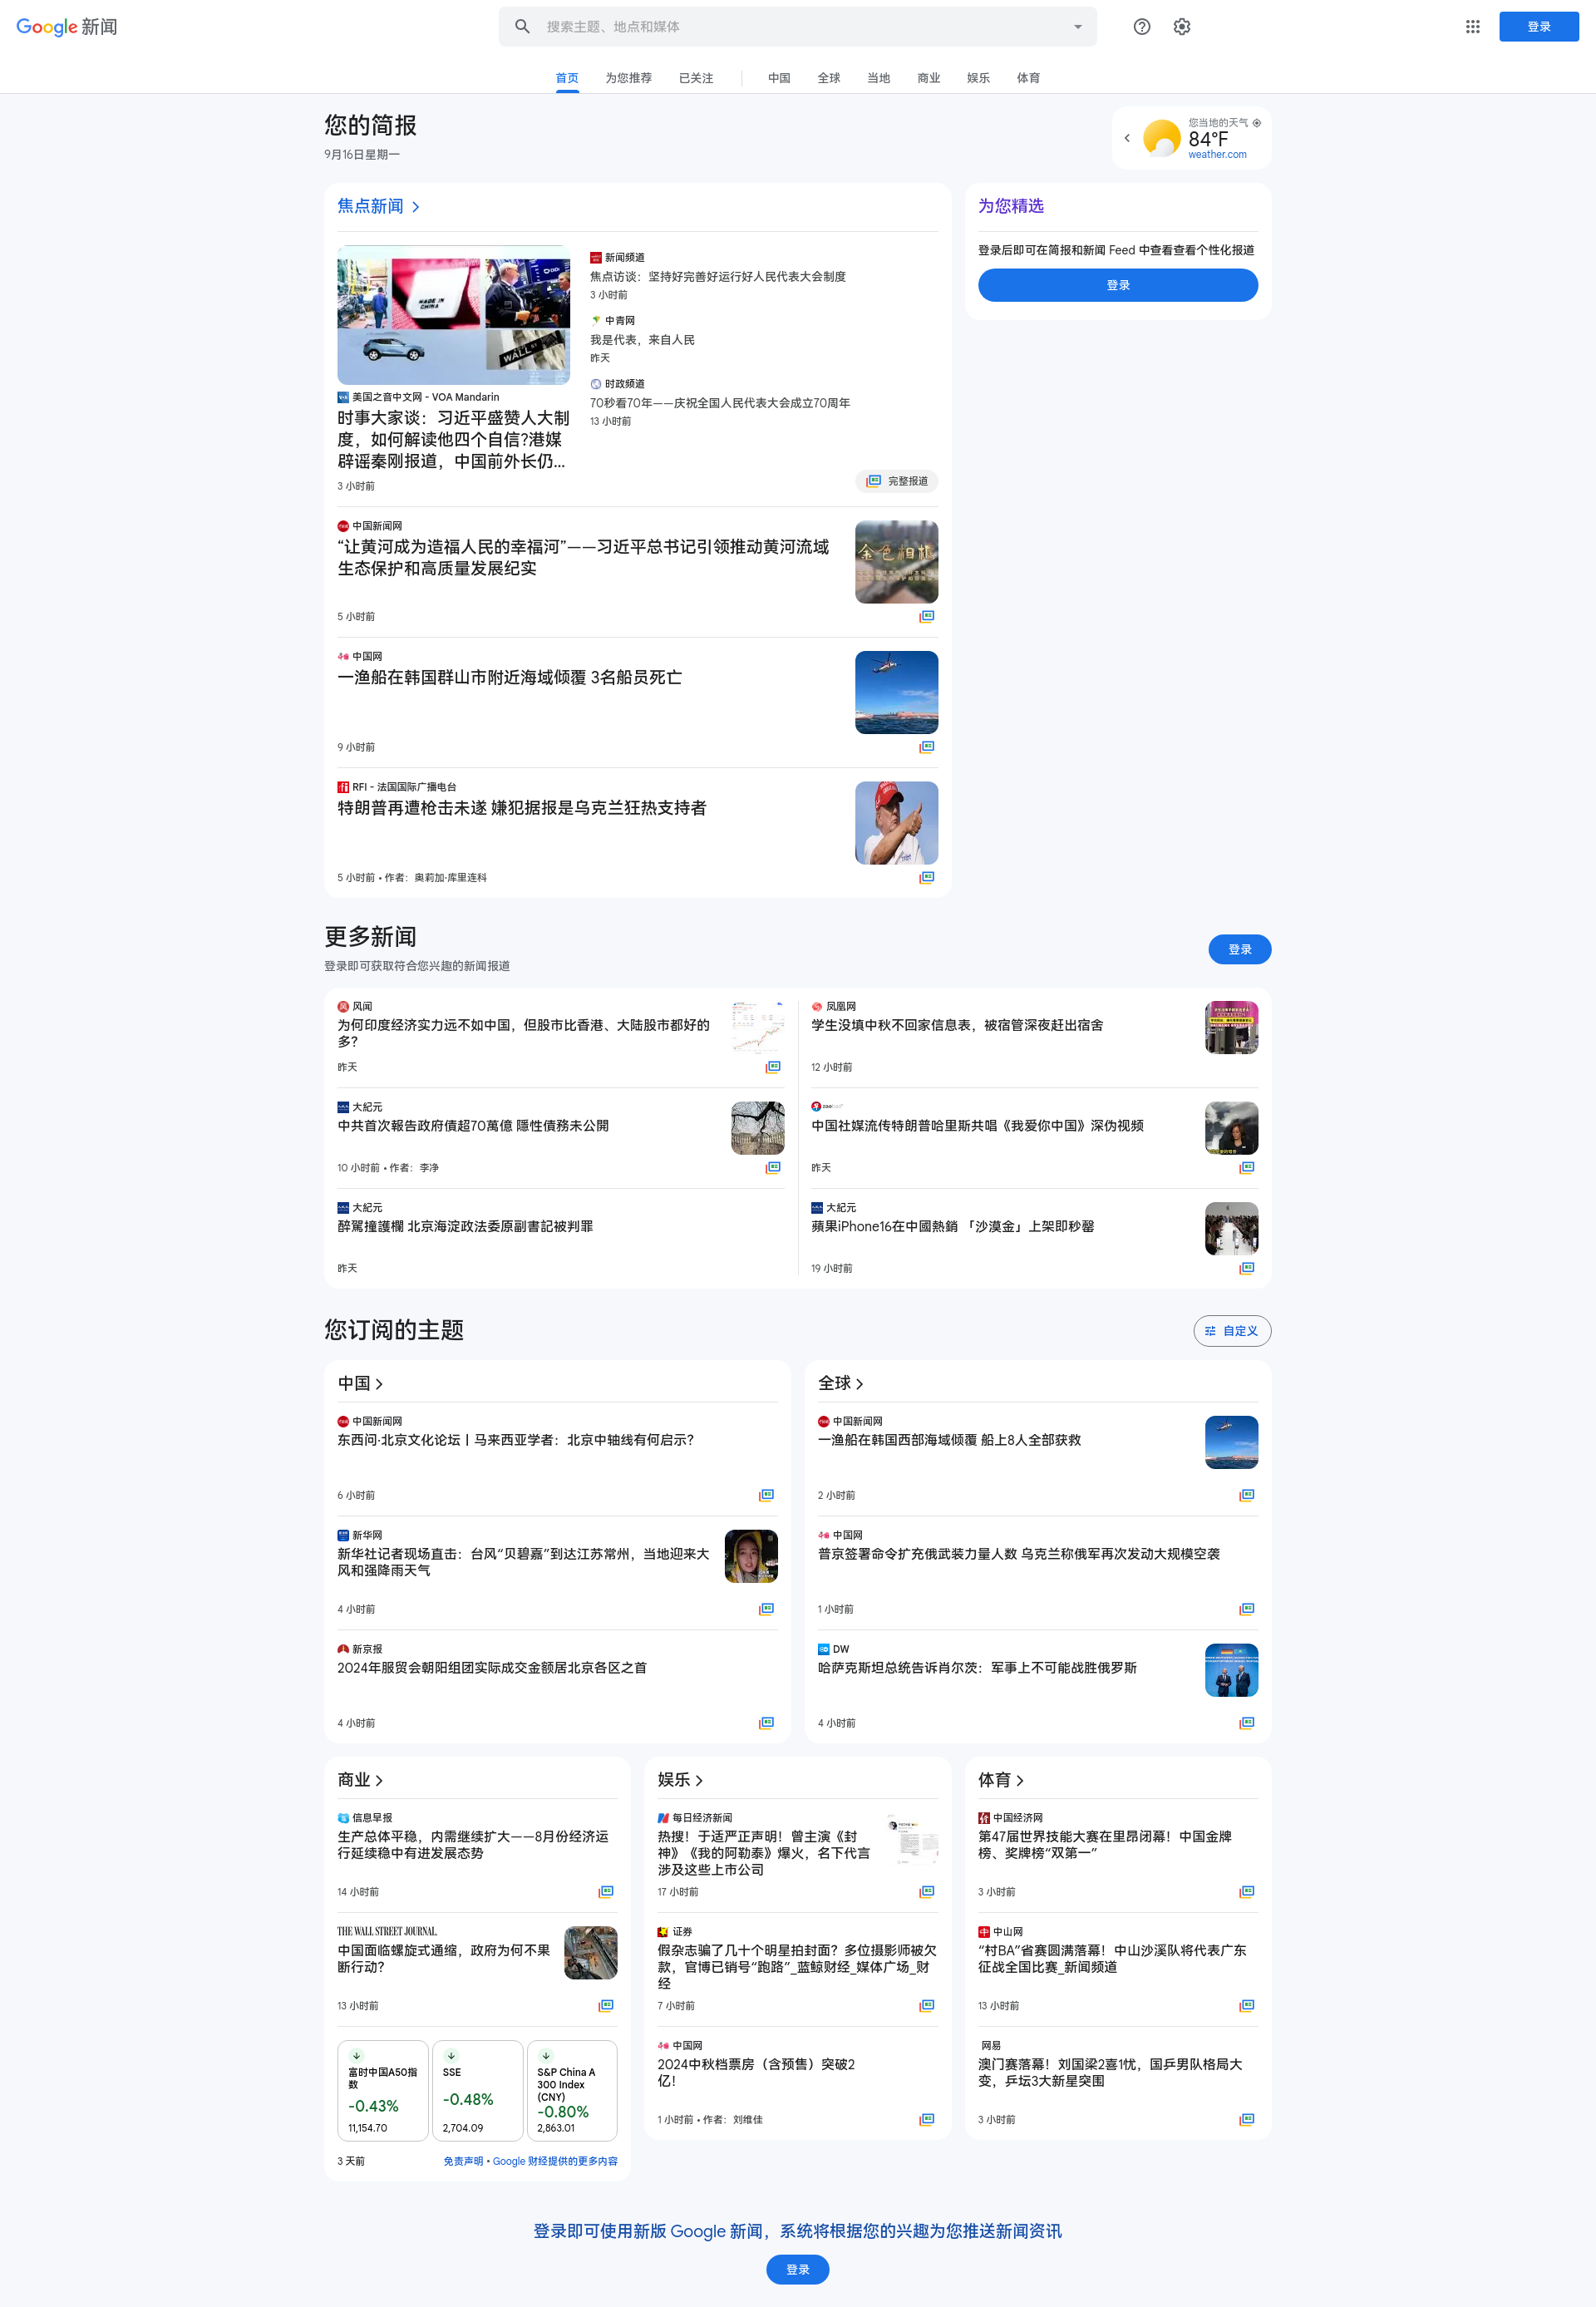 Google 新闻
搜索主题、地点和媒体
登录
首页
为您推荐
已关注
中国
全球
当地
商业
娱乐
体育
您的简报
9月16日星期一
您当地的天气
84°F
weather.com
焦点新闻
MADE IN
CHINA
WALL ST
美国之音中文网 - VOA Mandarin
时事大家谈：习近平盛赞人大制
度，如何解读他四个自信?港媒
辟谣秦刚报道，中国前外长仍...
3 小时前
新闻频道
焦点访谈：坚持好完善好运行好人民代表大会制度
3 小时前
中青网
我是代表，来自人民
昨天
时政频道
70秒看70年——庆祝全国人民代表大会成立70周年
13 小时前
完整报道
中国新闻网
“让黄河成为造福人民的幸福河”——习近平总书记引领推动黄河流域
生态保护和高质量发展纪实
5 小时前
中国网
一渔船在韩国群山市附近海域倾覆 3名船员死亡
9 小时前
RFI - 法国国际广播电台
特朗普再遭枪击未遂 嫌犯据报是乌克兰狂热支持者
5 小时前 • 作者：奥莉加·库里连科
为您精选
登录后即可在简报和新闻 Feed 中查看查看个性化报道
登录
更多新闻
登录即可获取符合您兴趣的新闻报道
登录
风闻
为何印度经济实力远不如中国，但股市比香港、大陆股市都好的
多？
昨天
大紀元
中共首次報告政府債超70萬億 隱性債務未公開
10 小时前 • 作者：李净
大紀元
醉駕撞護欄 北京海淀政法委原副書記被判罪
昨天
凤凰网
学生没填中秋不回家信息表，被宿管深夜赶出宿舍
12 小时前
中国社媒流传特朗普哈里斯共唱《我爱你中国》深伪视频
昨天
大紀元
蘋果iPhone16在中國熱銷 「沙漠金」上架即秒罄
19 小时前
您订阅的主题
自定义
中国
中国新闻网
东西问·北京文化论坛丨马来西亚学者：北京中轴线有何启示？
6 小时前
新华网
新华社记者现场直击：台风“贝碧嘉”到达江苏常州，当地迎来大
风和强降雨天气
4 小时前
新京报
2024年服贸会朝阳组团实际成交金额居北京各区之首
4 小时前
全球
中国新闻网
一渔船在韩国西部海域倾覆 船上8人全部获救
2 小时前
中国网
普京签署命令扩充俄武装力量人数 乌克兰称俄军再次发动大规模空袭
1 小时前
DW
哈萨克斯坦总统告诉肖尔茨：军事上不可能战胜俄罗斯
4 小时前
商业
信息早报
生产总体平稳，内需继续扩大——8月份经济运
行延续稳中有进发展态势
14 小时前
THE WALL STREET JOURNAL.
中国面临螺旋式通缩，政府为何不果
断行动？
13 小时前
富时中国A50指
数
-0.43%
11,154.70
SSE
-0.48%
2,704.09
S&P China A
300 Index
(CNY)
-0.80%
2,863.01
3 天前
免责声明 • Google 财经提供的更多内容
娱乐
每日经济新闻
热搜！于适严正声明！曾主演《封
神》《我的阿勒泰》爆火，名下代言
涉及这些上市公司
17 小时前
证券
假杂志骗了几十个明星拍封面？多位摄影师被欠
款，官博已销号“跑路”_蓝鲸财经_媒体广场_财
经
7 小时前
中国网
2024中秋档票房（含预售）突破2
亿！
1 小时前 • 作者：刘维佳
体育
中国经济网
第47届世界技能大赛在里昂闭幕！中国金牌
榜、奖牌榜“双第一”
3 小时前
中山网
“村BA”省赛圆满落幕！中山沙溪队将代表广东
征战全国比赛_新闻频道
13 小时前
网易
澳门赛落幕！刘国梁2喜1忧，国乒男队格局大
变，乒坛3大新星突围
3 小时前
登录即可使用新版 Google 新闻，系统将根据您的兴趣为您推送新闻资讯
登录